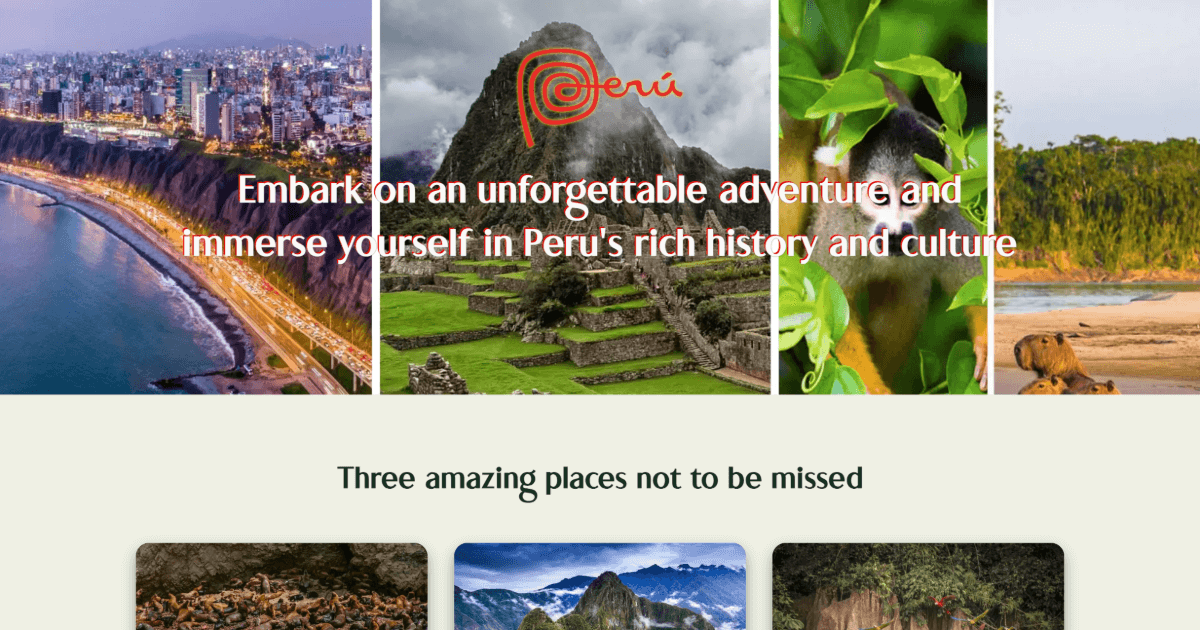 Perú
Embark on an unforgettable adventure and
immerse yourself in Peru's rich history and culture
Three amazing places not to be missed